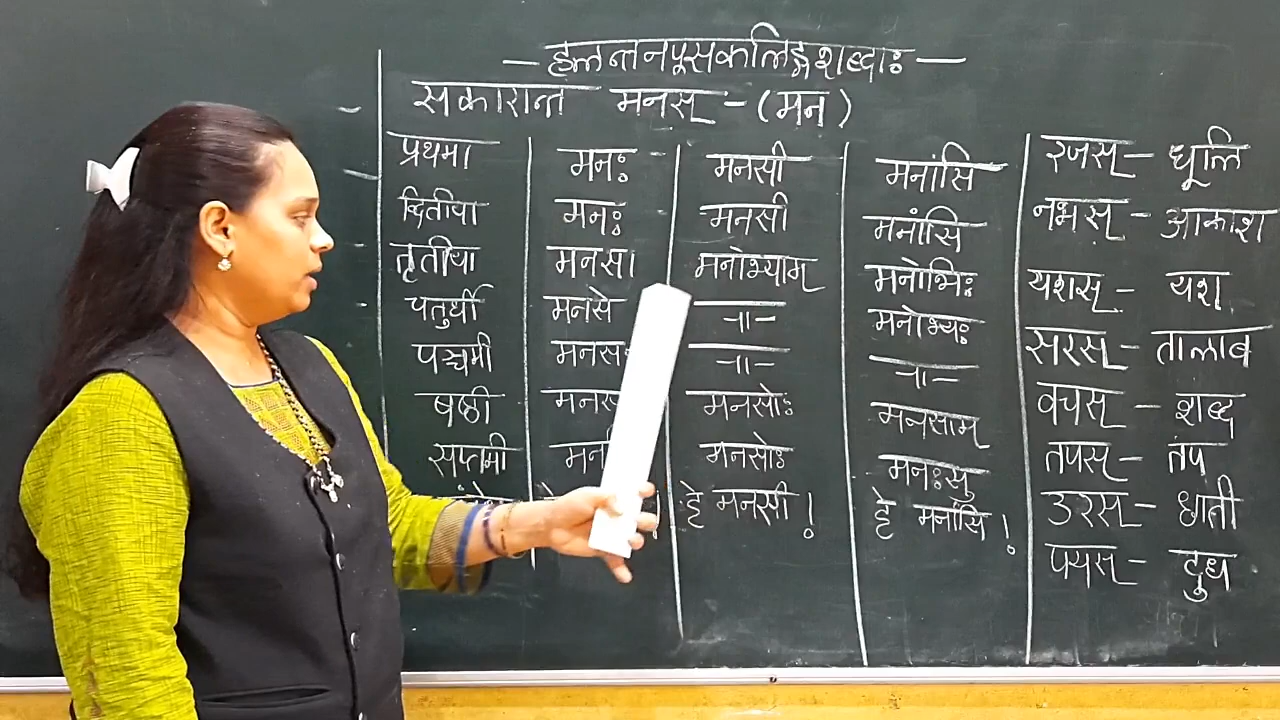 — हलन्तनपूसकलिङ्गशब्दाः —
सकारान्त मनस् - (मन)
प्रथमा मनः मनसी मनांसि रजस् - धूलि
द्वितीया मनः मनसी मनांसि नभस् - आकाश
तृतीया मनसा मनोभ्याम् मनोभिः यशस् - यश
चतुर्थी मनसे -॥- मनोभ्यः सरस् - तालाब
पञ्चमी मनसः -॥- -॥- वचस् - शब्द
षष्ठी मनसोः मनसाम् तपस् - तप
सप्तमी मनसोः मनःसु उरस् - छाती
हे मनसी ! हे मनांसि ! पयस् - दुध